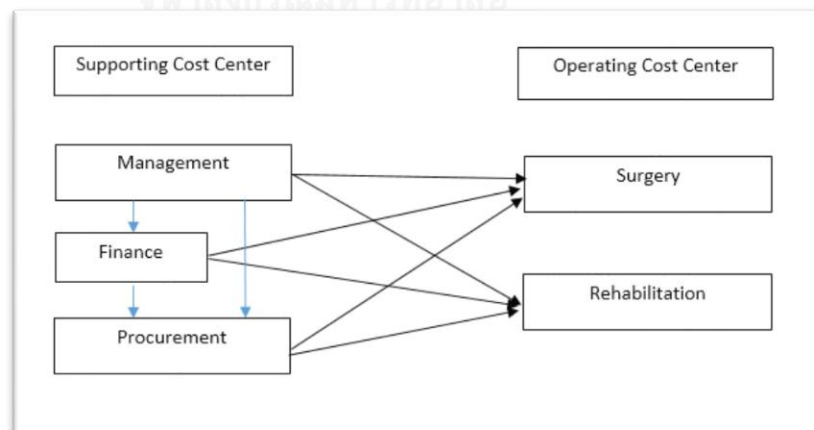 Supporting Cost Center
Operating Cost Center
Management
Surgery
Finance
Rehabilitation
Procurement